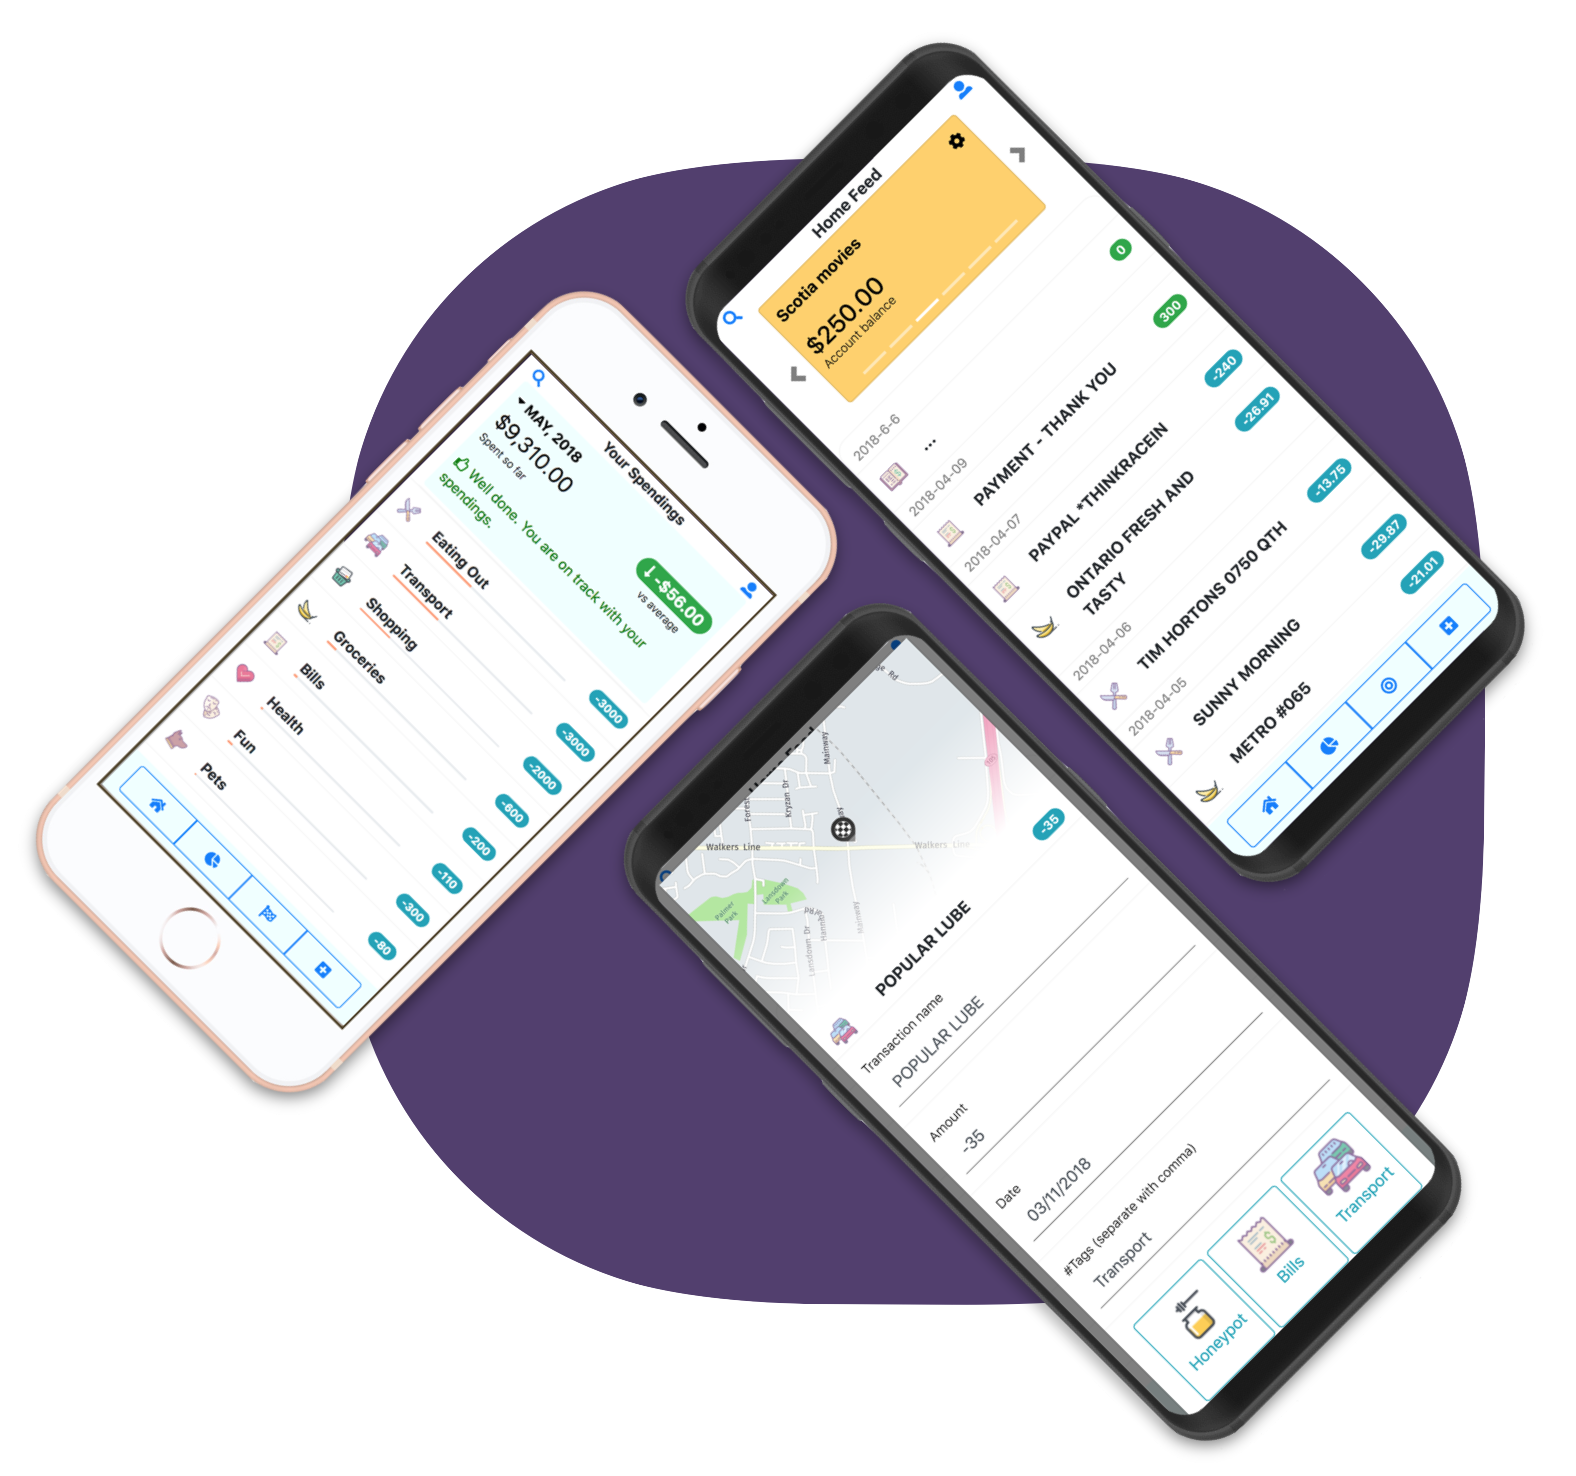 Your Spendings
MAY, 2018
$9,310.00
Spent so far
-$56.00
vs average
Well done. You are on track with your
spendings.
Eating Out
-3000
Transport
-3000
Shopping
-2000
Groceries
-600
Bills
-200
Health
-110
Fun
-300
Pets
-80
Home Feed
Scotia movies
$250.00
Account balance
2018-6-6
...
0
2018-04-09
PAYMENT - THANK YOU
300
2018-04-07
PAYPAL *THINKRACEIN
-240
ONTARIO FRESH AND
TASTY
-26.91
2018-04-06
TIM HORTONS 0750 QTH
-13.75
2018-04-05
SUNNY MORNING
-29.87
METRO #065
-21.01
Rd
Mainway
Forest
Kryzan Dr
Walkers Line
Walkers Line
Palmer
Park
Lansdown
Park
Lansdown Dr
Mainway
POPULAR LUBE
-35
Transaction name
POPULAR LUBE
Amount
-35
Date
03/11/2018
#Tags (separate with comma)
Transport
Honeypot
Bills
Transport